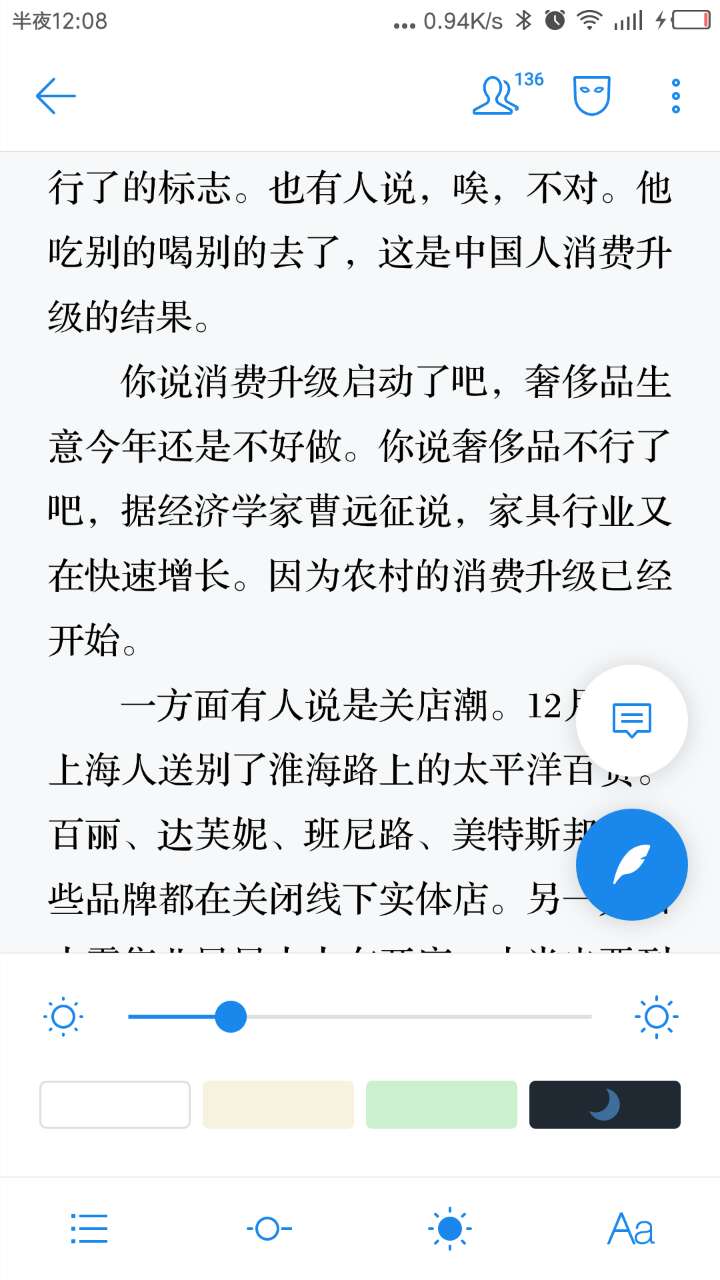 半夜12:08
0.94K/s
136
行了的标志。也有人说，唉，不对。他
吃别的喝别的去了，这是中国人消费升
级的结果。
你说消费升级启动了吧，奢侈品生
意今年还是不好做。你说奢侈品不行了
吧，据经济学家曹远征说，家具行业又
在快速增长。因为农村的消费升级已经
开始。
一方面有人说是关店潮。12月
上海人送别了淮海路上的太平洋百货。
百丽、达芙妮、班尼路、美特斯邦
些品牌都在关闭线下实体店。另一
Aa